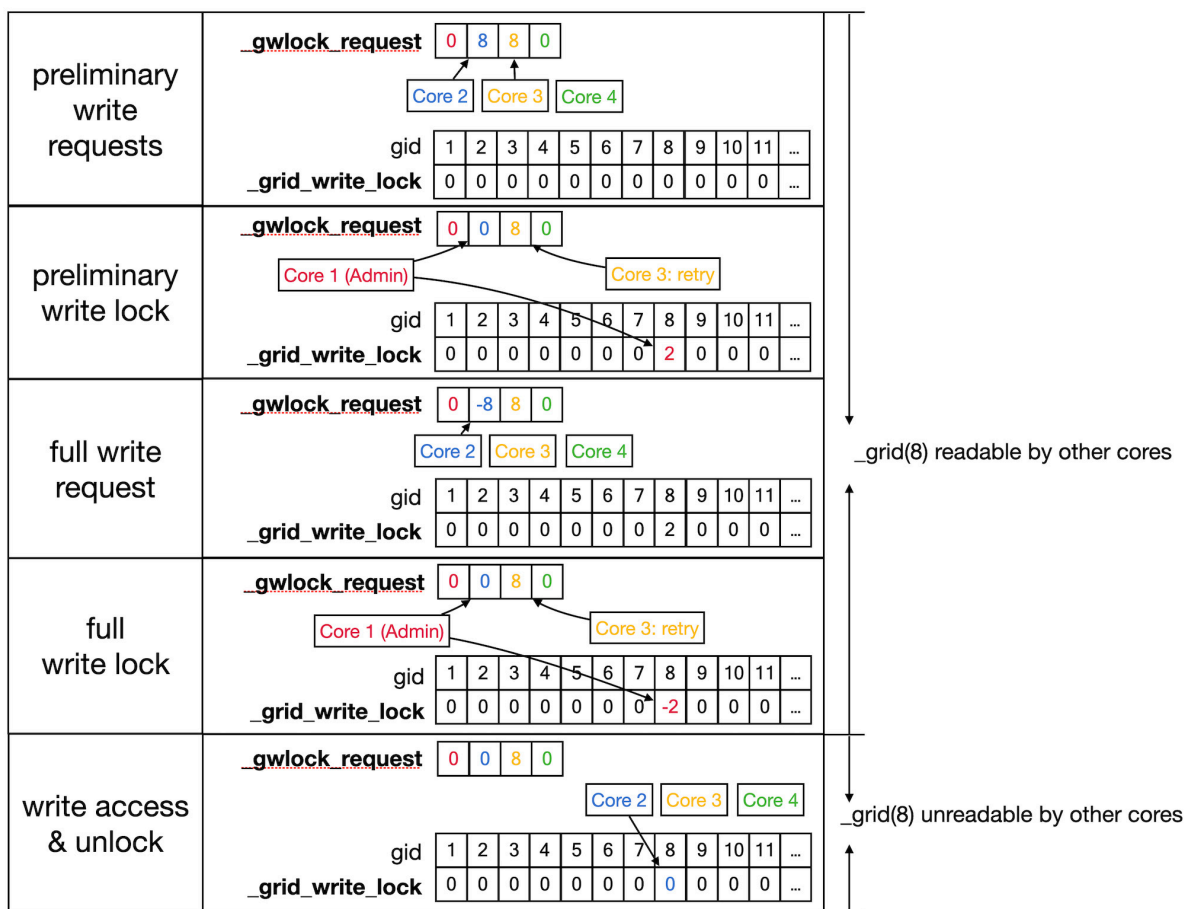 preliminary
write
requests
_gwlock_request 0 8 8 0
Core 2 Core 3 Core 4
gid 1 2 3 4 5 6 7 8 9 10 11 ...
_grid_write_lock 0 0 0 0 0 0 0 0 0 0 0 ...
preliminary
write lock
_gwlock_request 0 0 8 0
Core 1 (Admin) Core 3: retry
gid 1 2 3 4 5 6 7 8 9 10 11 ...
_grid_write_lock 0 0 0 0 0 0 0 2 0 0 0 ...
full write
request
_gwlock_request 0 -8 8 0
Core 2 Core 3 Core 4
gid 1 2 3 4 5 6 7 8 9 10 11 ...
_grid_write_lock 0 0 0 0 0 0 0 2 0 0 0 ...
_grid(8) readable by other cores
full
write lock
_gwlock_request 0 0 8 0
Core 1 (Admin) Core 3: retry
gid 1 2 3 4 5 6 7 8 9 10 11 ...
_grid_write_lock 0 0 0 0 0 0 0 -2 0 0 0 ...
write access
& unlock
_gwlock_request 0 0 8 0
Core 2 Core 3 Core 4
gid 1 2 3 4 5 6 7 8 9 10 11 ...
_grid_write_lock 0 0 0 0 0 0 0 0 0 0 0 ...
_grid(8) unreadable by other cores